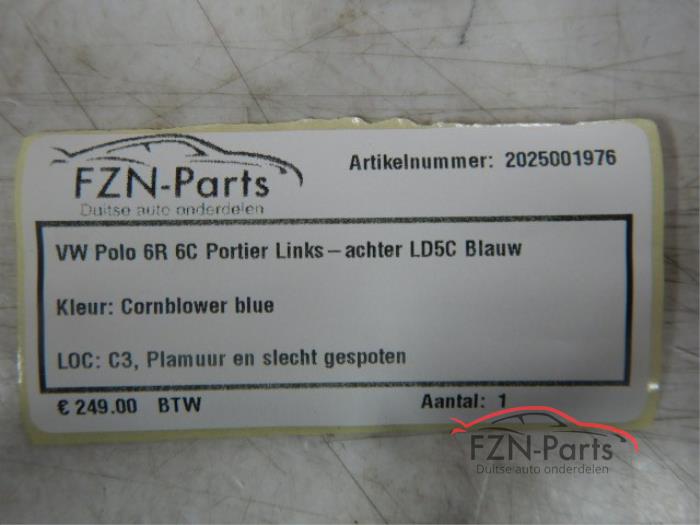 FZN-Parts
Duitse auto onderdelen
Artikelnummer: 2025001976
VW Polo 6R 6C Portier Links-achter LD5C Blauw
Kleur: Cornblower blue
LOC: C3, Plamuur en slecht gespoten
€ 249.00 BTW
Aantal: 1
FZN-Parts
Duitse auto onderdelen